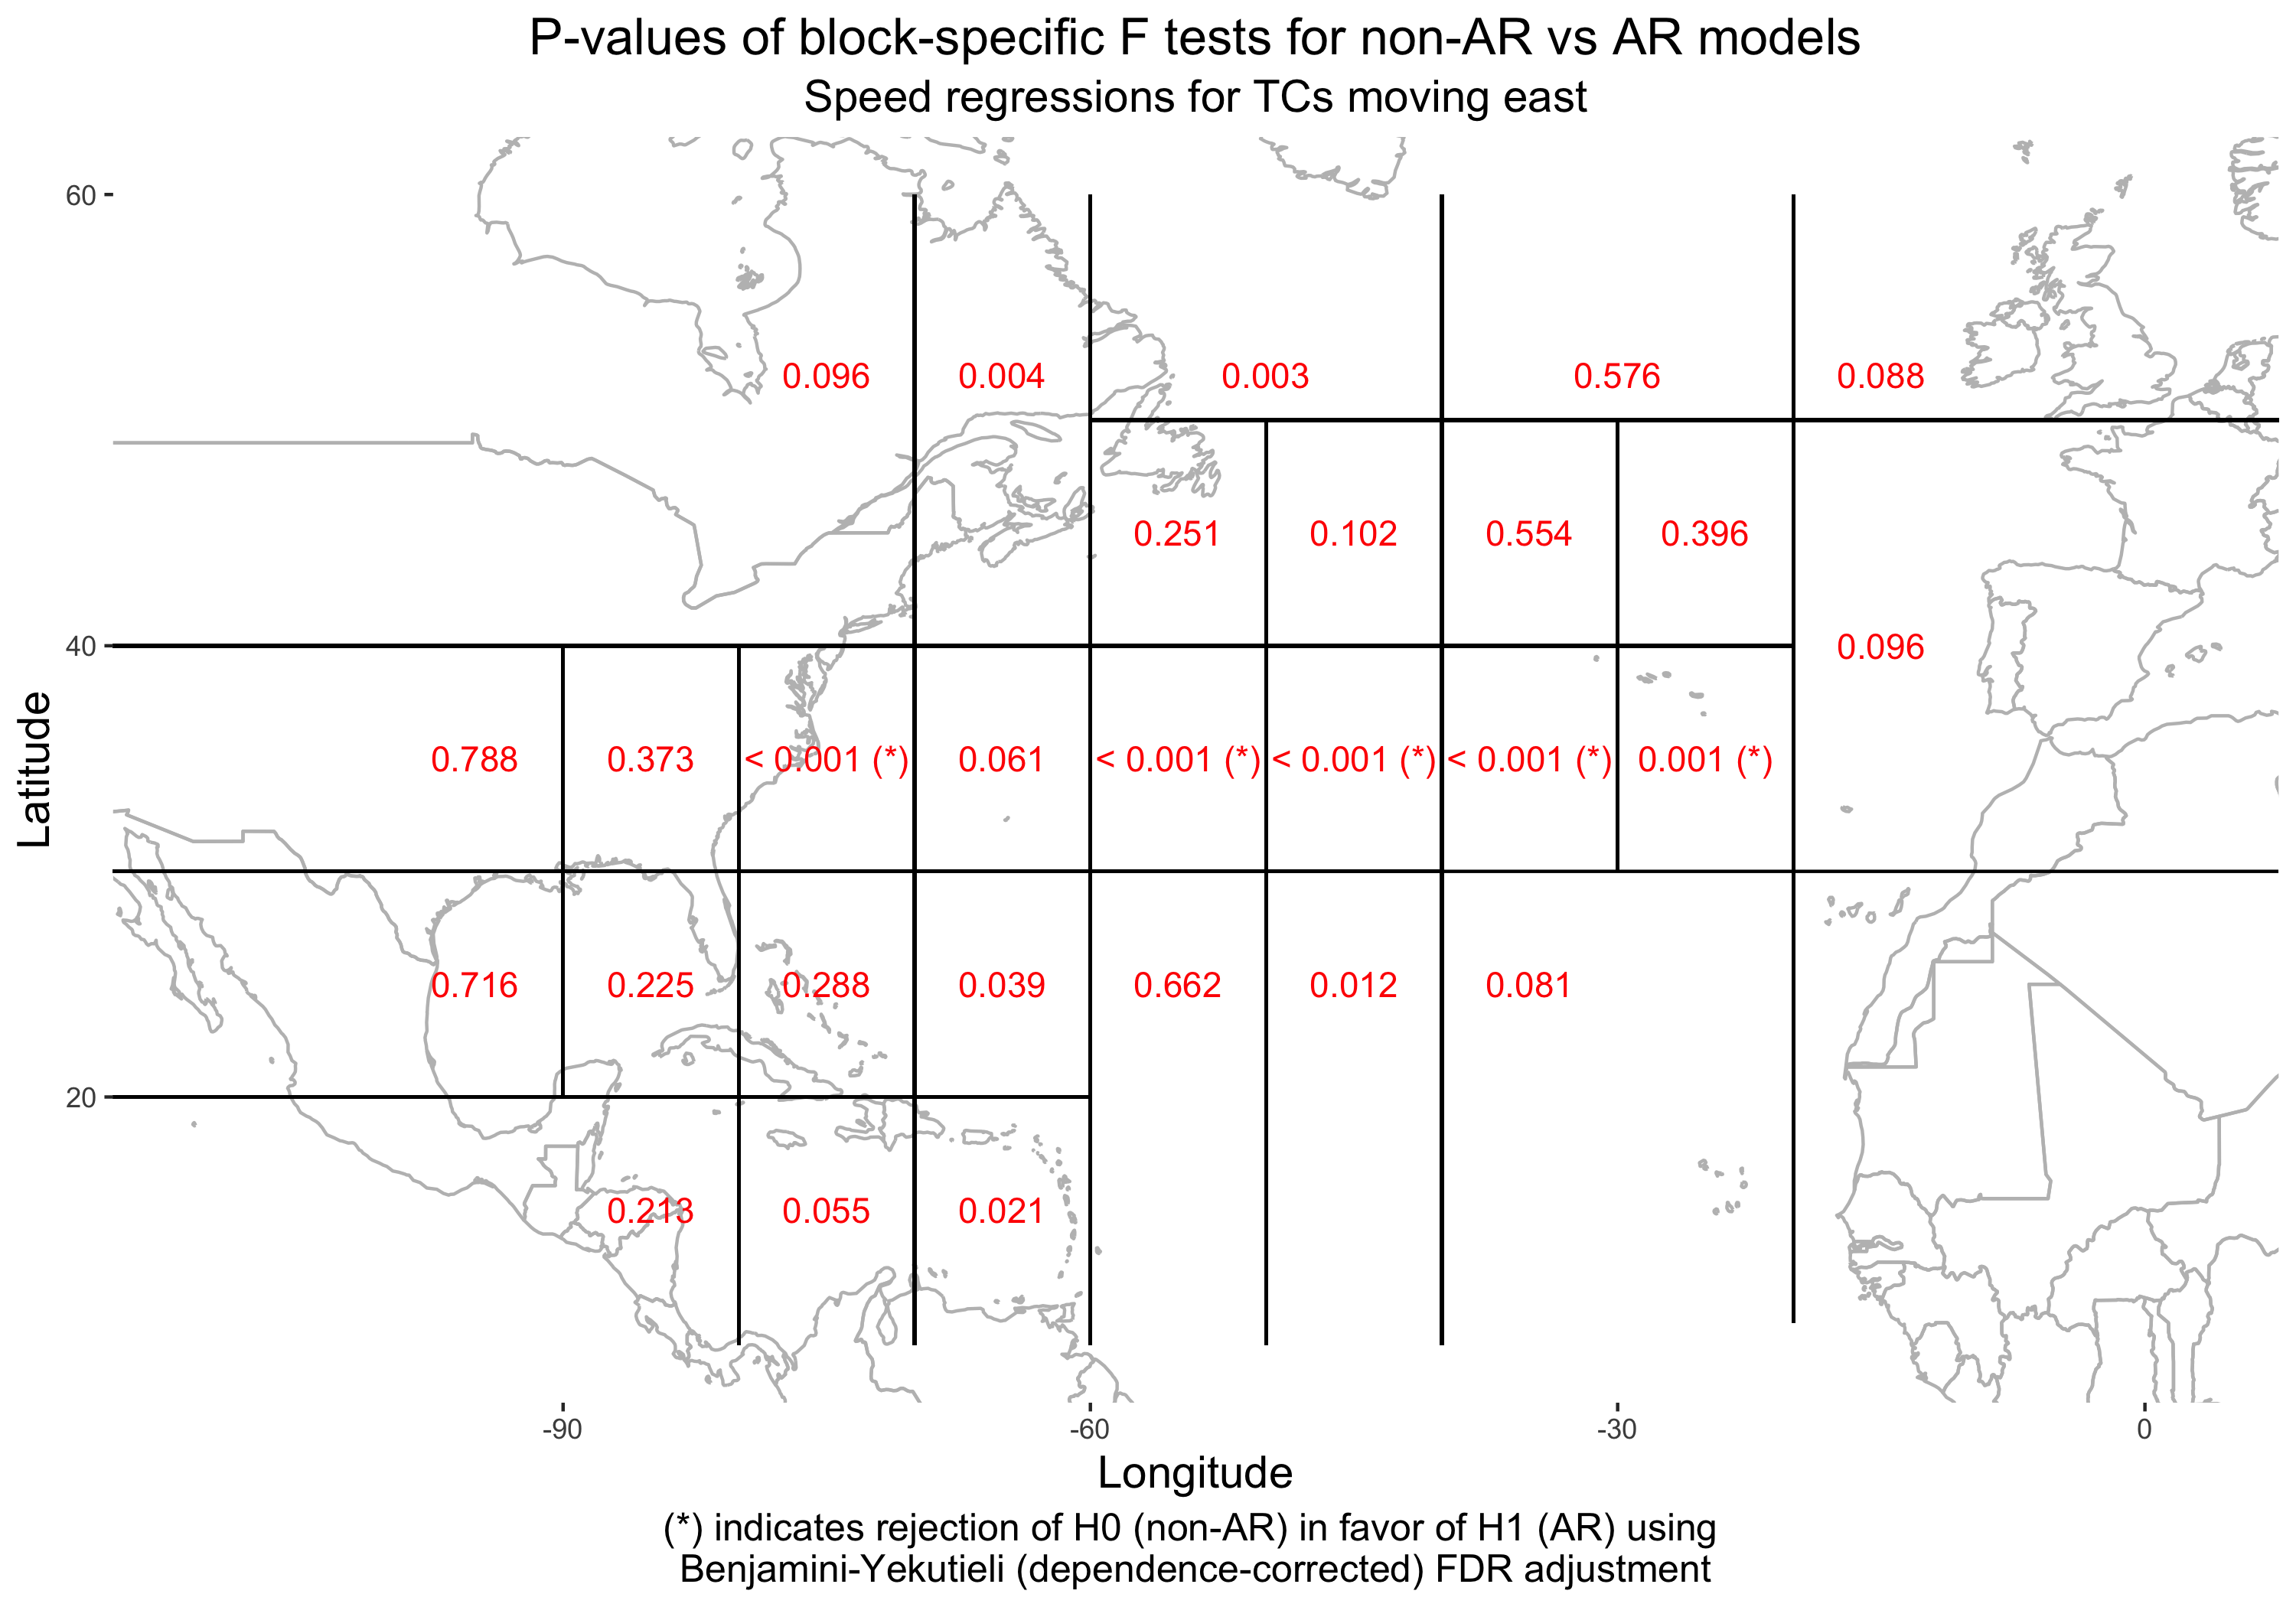 P-values of block-specific F tests for non-AR vs AR models
Speed regressions for TCs moving east
60
0.096 0.004 0.003 0.576 0.088
0.251 0.102 0.554 0.396
40
0.096
0.788 0.373 < 0.001 (*) 0.061 < 0.001 (*) < 0.001 (*) < 0.001 (*) 0.001 (*)
Latitude
0.716 0.225 0.288 0.039 0.662 0.012 0.081
20
0.213 0.055 0.021
-90 -60 -30 0
Longitude
(*) indicates rejection of H0 (non-AR) in favor of H1 (AR) using
Benjamini-Yekutieli (dependence-corrected) FDR adjustment